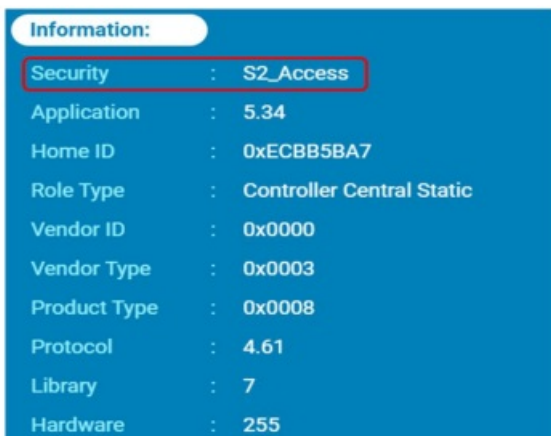 Information:
Security : S2_Access
Application : 5.34
Home ID : 0xECBB5BA7
Role Type : Controller Central Static
Vendor ID : 0x0000
Vendor Type : 0x0003
Product Type : 0x0008
Protocol : 4.61
Library : 7
Hardware : 255